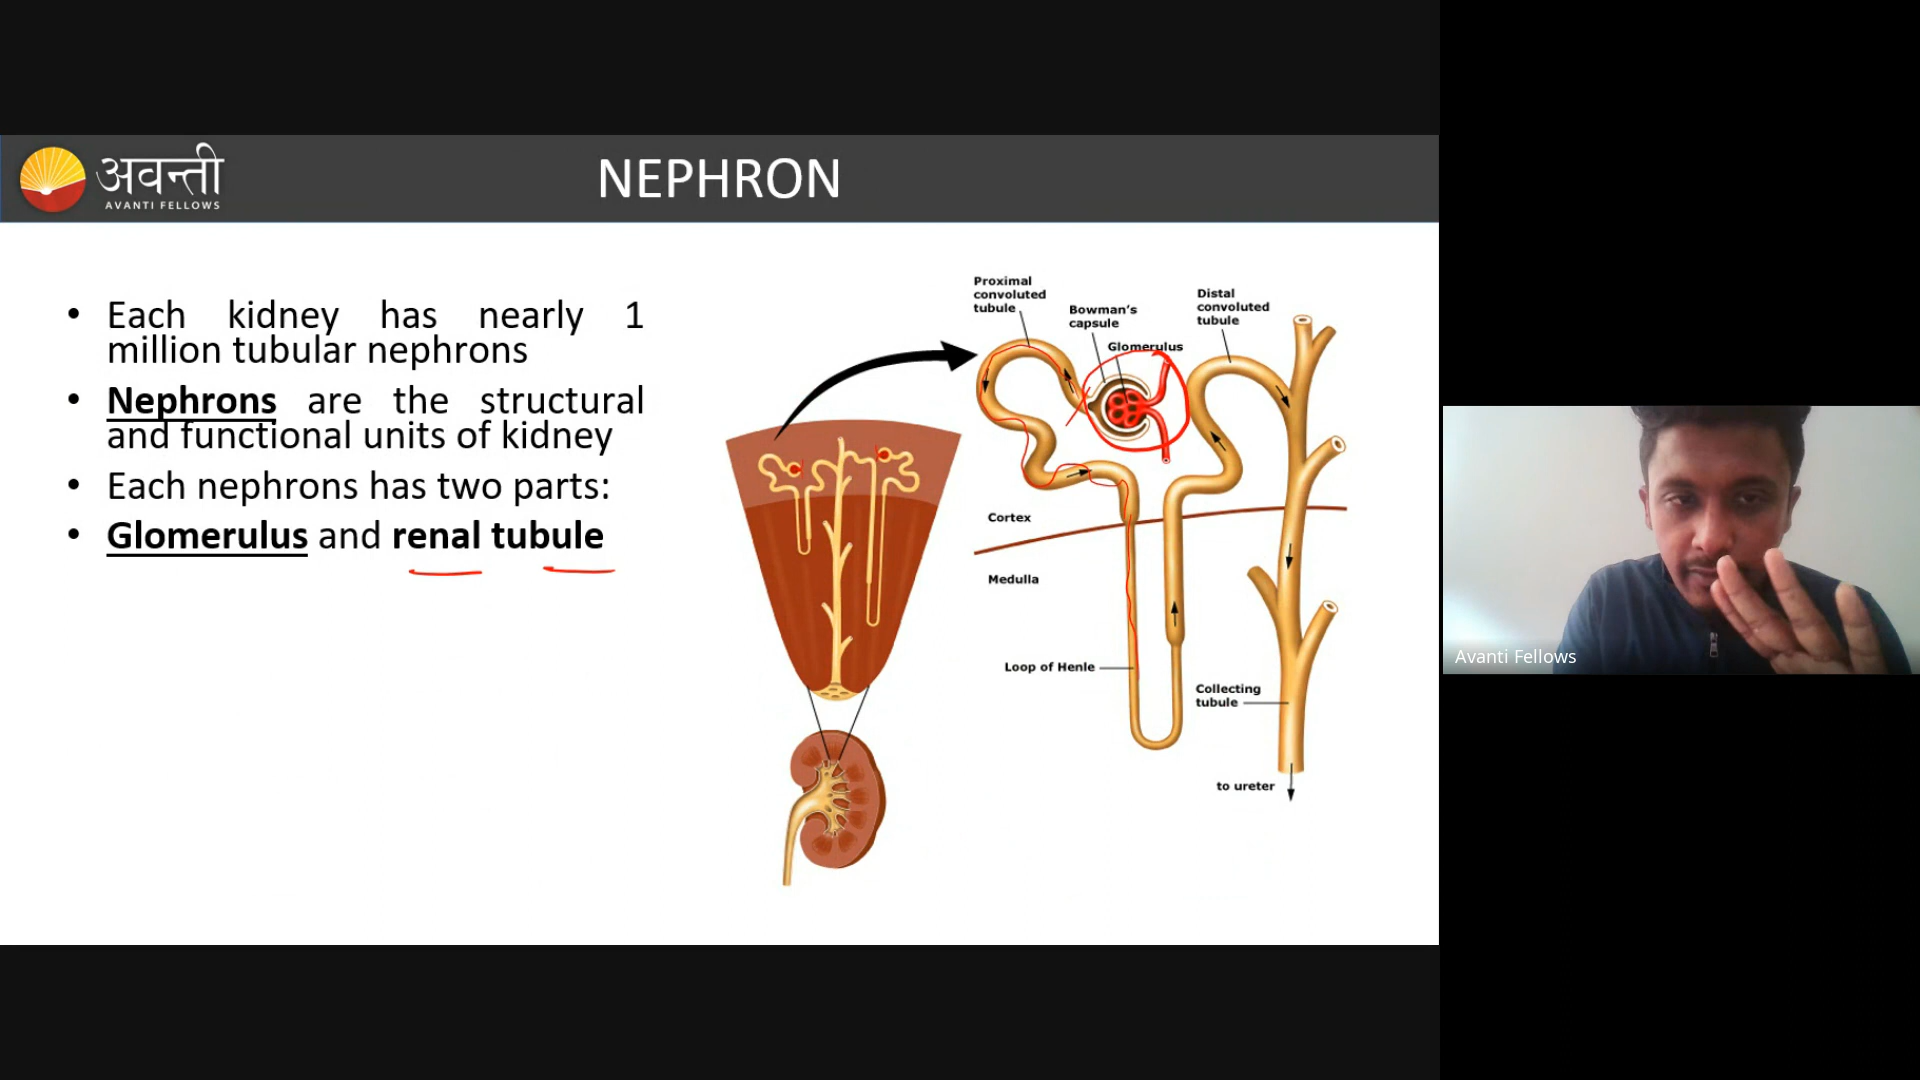 अवन्ती
AVANTI FELLOWS
NEPHRON
• Each kidney has nearly 1
million tubular nephrons
• Nephrons are the structural
and functional units of kidney
• Each nephrons has two parts:
• Glomerulus and renal tubule
Proximal
convoluted
tubule
Bowman's
capsule
Glomerulus
Distal
convoluted
tubule
Cortex
Medulla
Loop of Henle
Collecting
tubule
to ureter
Avanti Fellows